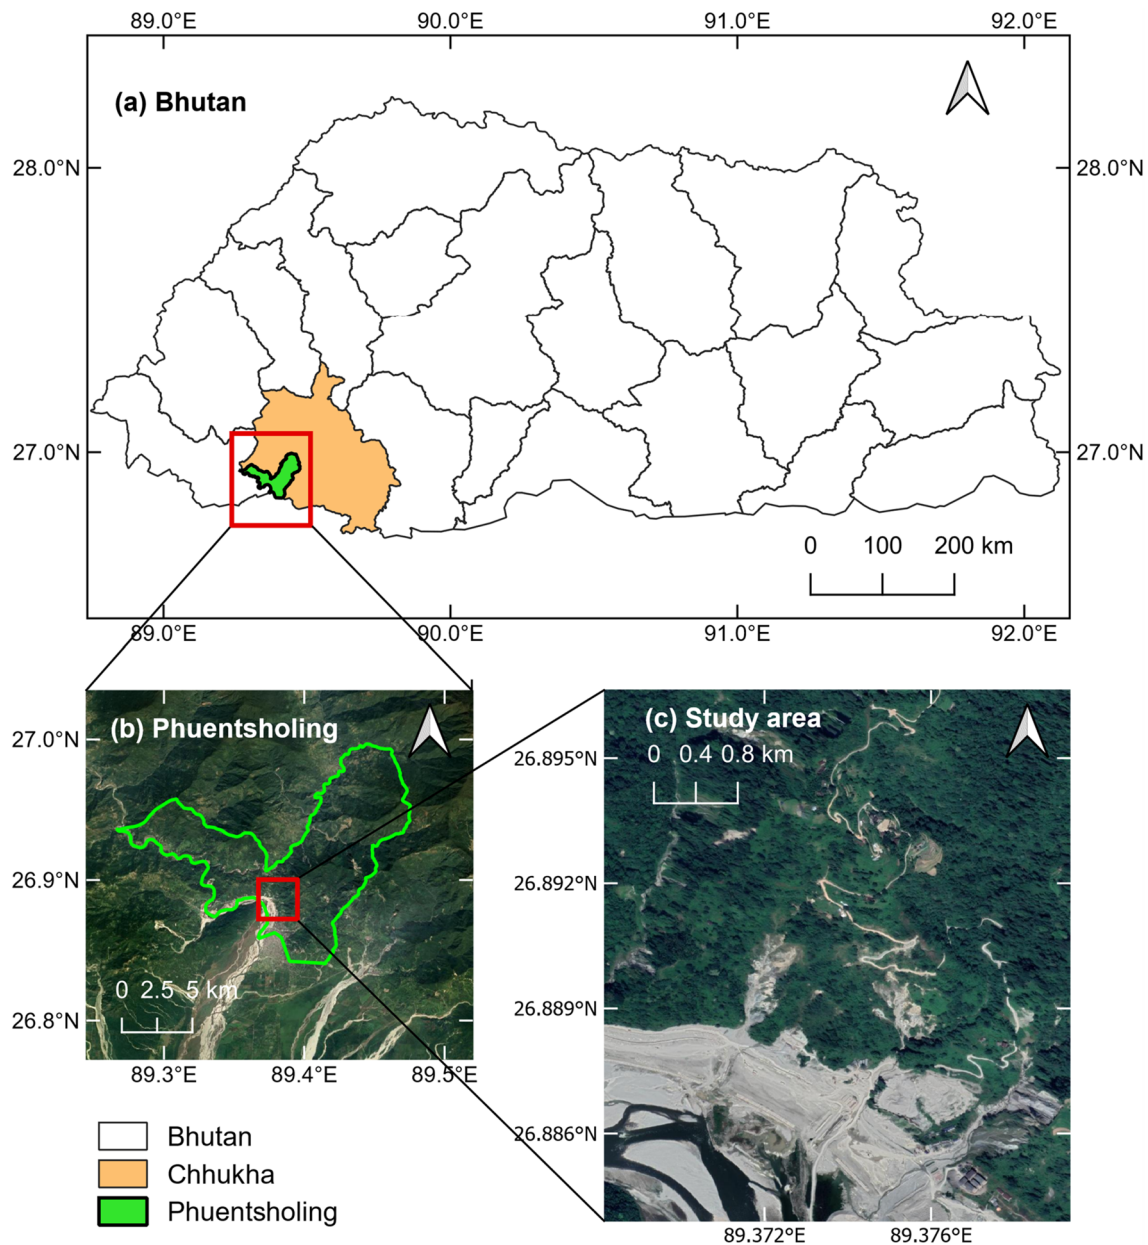 89.0°E 90.0°E 91.0°E 92.0°E
(a) Bhutan
28.0°N 28.0°N
27.0°N 27.0°N
0 100 200 km
89.0°E 90.0°E 91.0°E 92.0°E
(b) Phuentsholing
27.0°N
26.9°N
26.8°N
0 2.5 5 km
89.3°E 89.4°E 89.5°E
(c) Study area
0 0.4 0.8 km
26.895°N
26.892°N
26.889°N
26.886°N
89.372°E 89.376°E
Bhutan
Chhukha
Phuentsholing